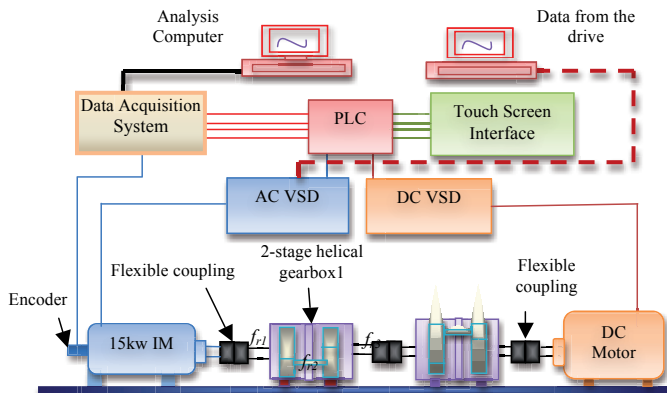 Analysis
Computer
Data from the
drive
Data Acquisition
System
PLC
Touch Screen
Interface
AC VSD
DC VSD
2-stage helical
gearbox1
Flexible coupling
Flexible
coupling
Encoder
15kw IM
fr1
fr2
DC
Motor